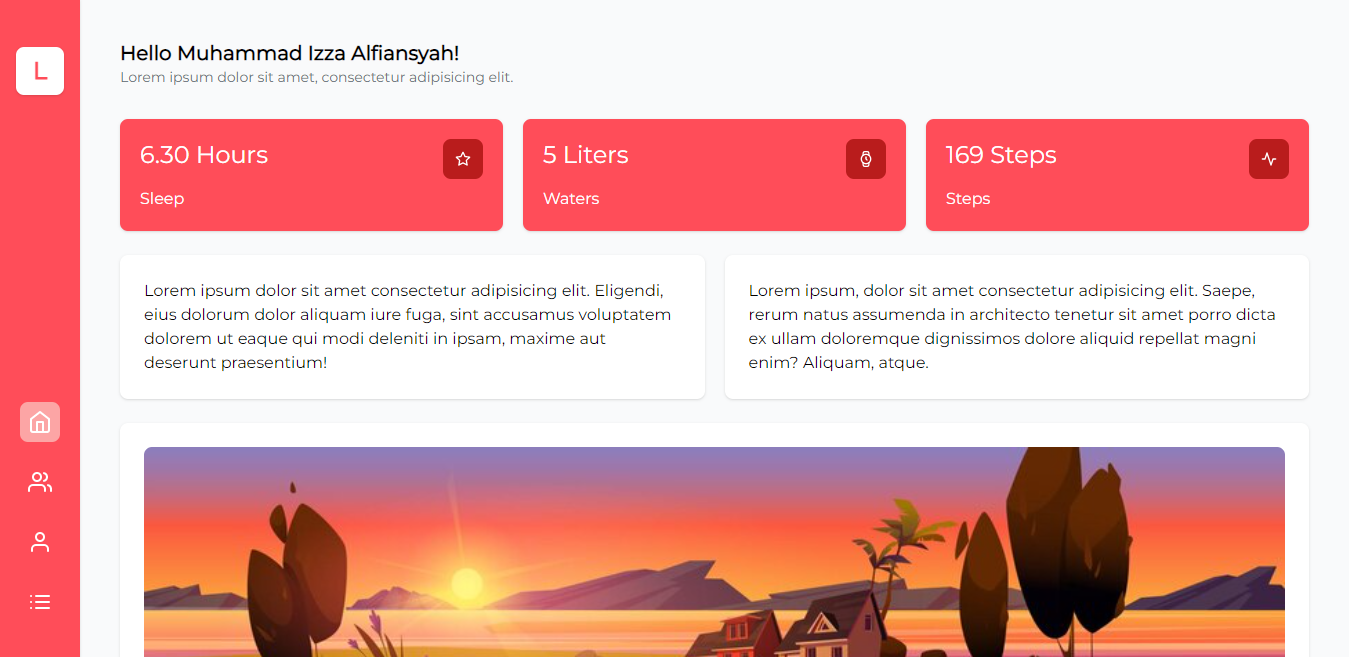 L
Hello Muhammad Izza Alfiansyah!
Lorem ipsum dolor sit amet, consectetur adipisicing elit.
6.30 Hours
Sleep
5 Liters
Waters
169 Steps
Steps
Lorem ipsum dolor sit amet consectetur adipisicing elit. Eligendi,
eius dolorum dolor aliquam iure fuga, sint accusamus voluptatem
dolorem ut eaque qui modi deleniti in ipsam, maxime aut
deserunt praesentium!
Lorem ipsum, dolor sit amet consectetur adipisicing elit. Saepe,
rerum natus assumenda in architecto tenetur sit amet porro dicta
ex ullam doloremque dignissimos dolore aliquid repellat magni
enim? Aliquam, atque.